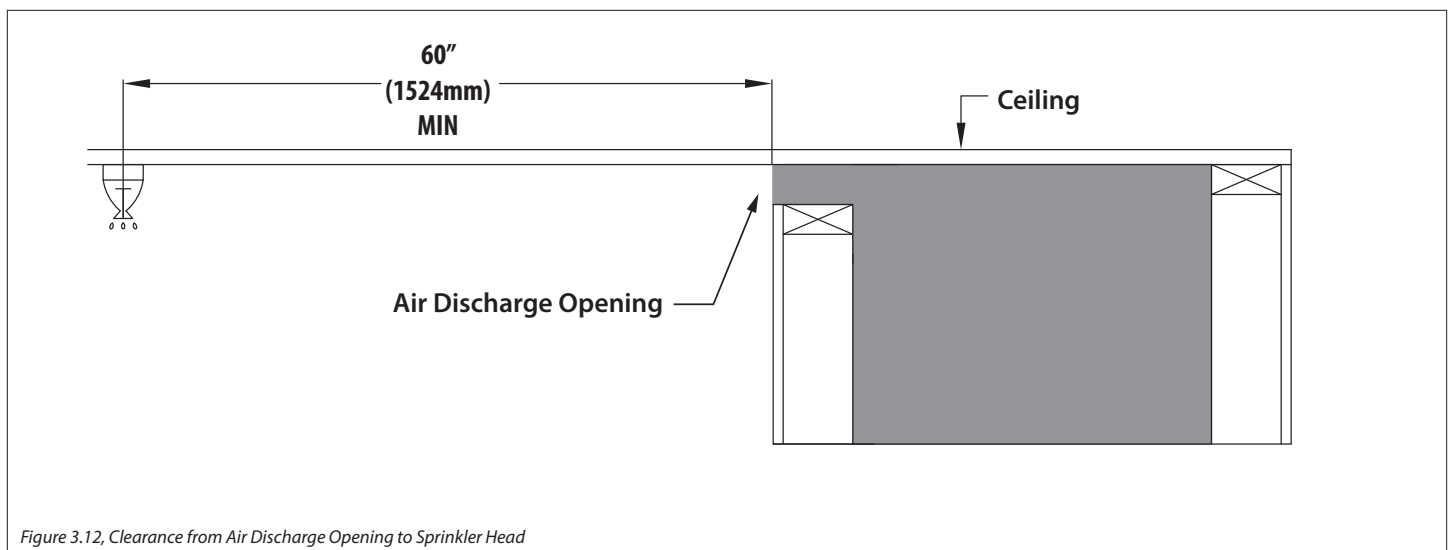 60″
(1524mm)
MIN
Ceiling
Air Discharge Opening
Figure 3.12, Clearance from Air Discharge Opening to Sprinkler Head